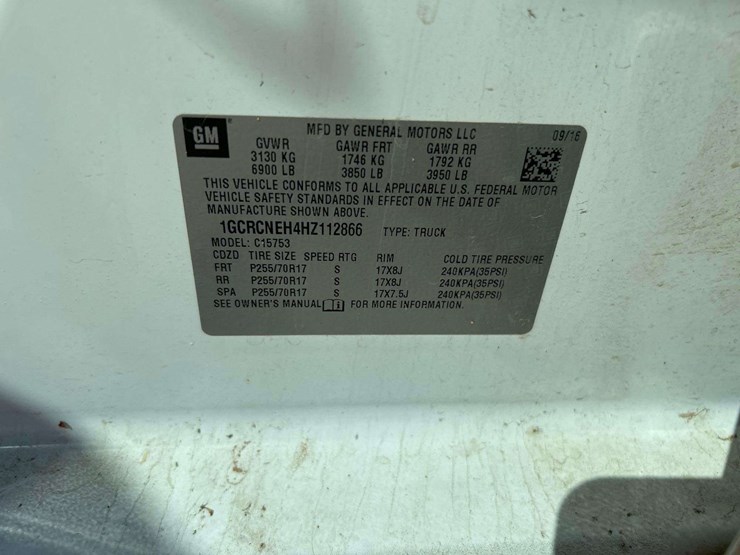 GM MFD BY GENERAL MOTORS LLC 09/16
GVWR GAWR FRT GAWR RR
3130 KG 1746 KG 1792 KG
6900 LB 3850 LB 3950 LB
THIS VEHICLE CONFORMS TO ALL APPLICABLE U.S. FEDERAL MOTOR
VEHICLE SAFETY STANDARDS IN EFFECT ON THE DATE OF
MANUFACTURE SHOWN ABOVE.
1GCRCNEH4HZ112866 TYPE: TRUCK
MODEL: C15753
CDZD TIRE SIZE SPEED RTG RIM COLD TIRE PRESSURE
FRT P255/70R17 S 17X8J 240KPA(35PSI)
RR P255/70R17 S 17X8J 240KPA(35PSI)
SPA P255/70R17 S 17X7.5J 240KPA(35PSI)
SEE OWNER'S MANUAL i FOR MORE INFORMATION.